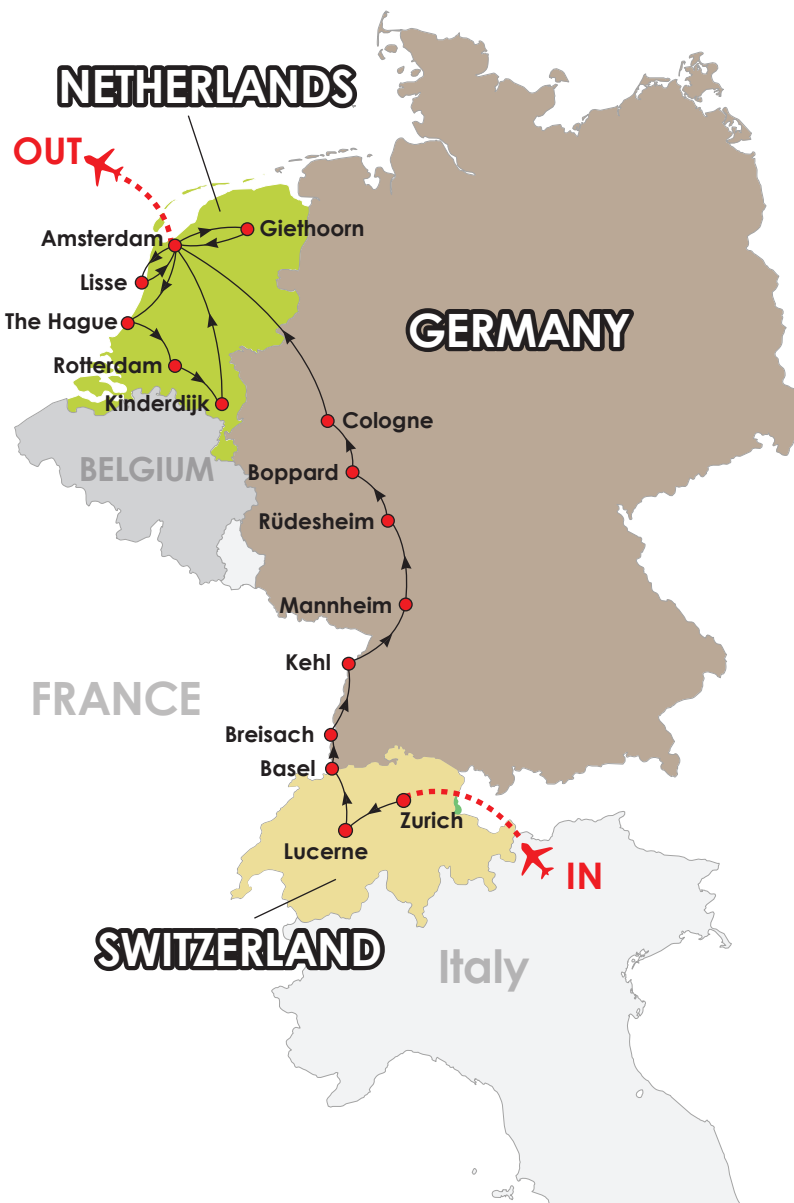 NETHERLANDS
OUT
Amsterdam
Giethoorn
Lisse
The Hague
GERMANY
Rotterdam
Kinderdijk
Cologne
BELGIUM
Boppard
Rüdesheim
Mannheim
Kehl
FRANCE
Breisach
Basel
Zurich
Lucerne
IN
SWITZERLAND
Italy